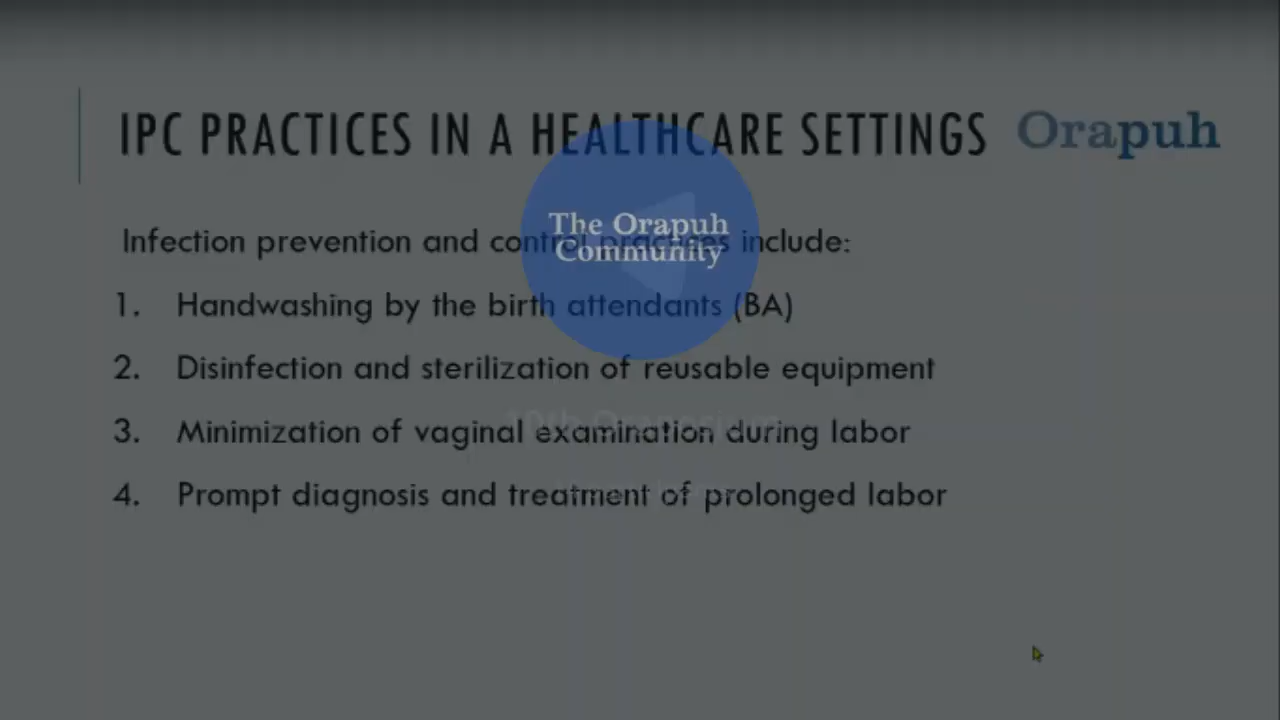 IPC PRACTICES IN A HEALTHCARE SETTINGS
Orapuh
The Orapuh
Community
Infection prevention and control practices include:
1. Handwashing by the birth attendants (BA)
2. Disinfection and sterilization of reusable equipment
10th
3. Minimization of vaginal examination during labor
4. Prompt diagnosis and treatment of prolonged labor